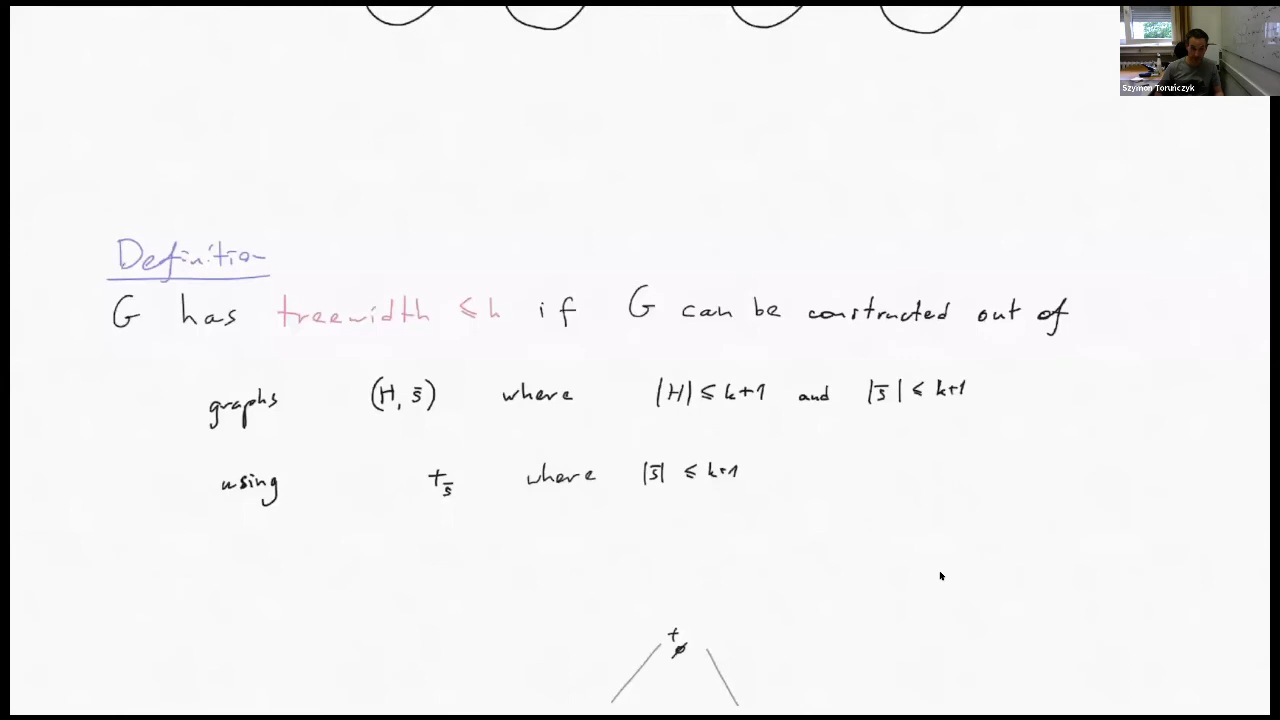 Szymon Toruńczyk
Definition
G has treewidth ⩽ k if G can be constructed out of
graphs (H, s̄) where |H| ⩽ k+1 and |s̄| ⩽ k+1
using +_s̄ where |s̄| ⩽ k+1
+_∅